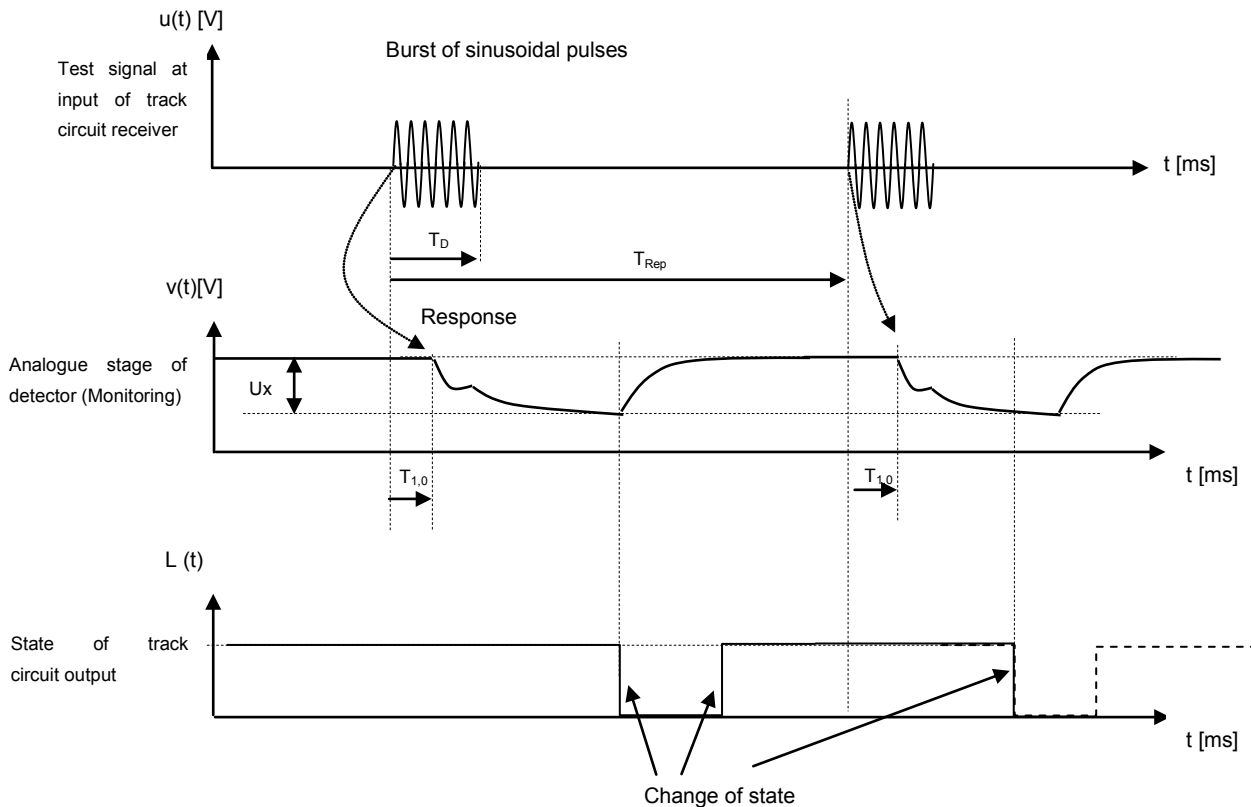 u(t) [V]
Burst of sinusoidal pulses
Test signal at
input of track
circuit receiver
t [ms]
T_D
T_Rep
v(t)[V]
Response
Analogue stage of
detector (Monitoring)
Ux
T_1,0
T_1,0
t [ms]
L (t)
State of track
circuit output
t [ms]
Change of state